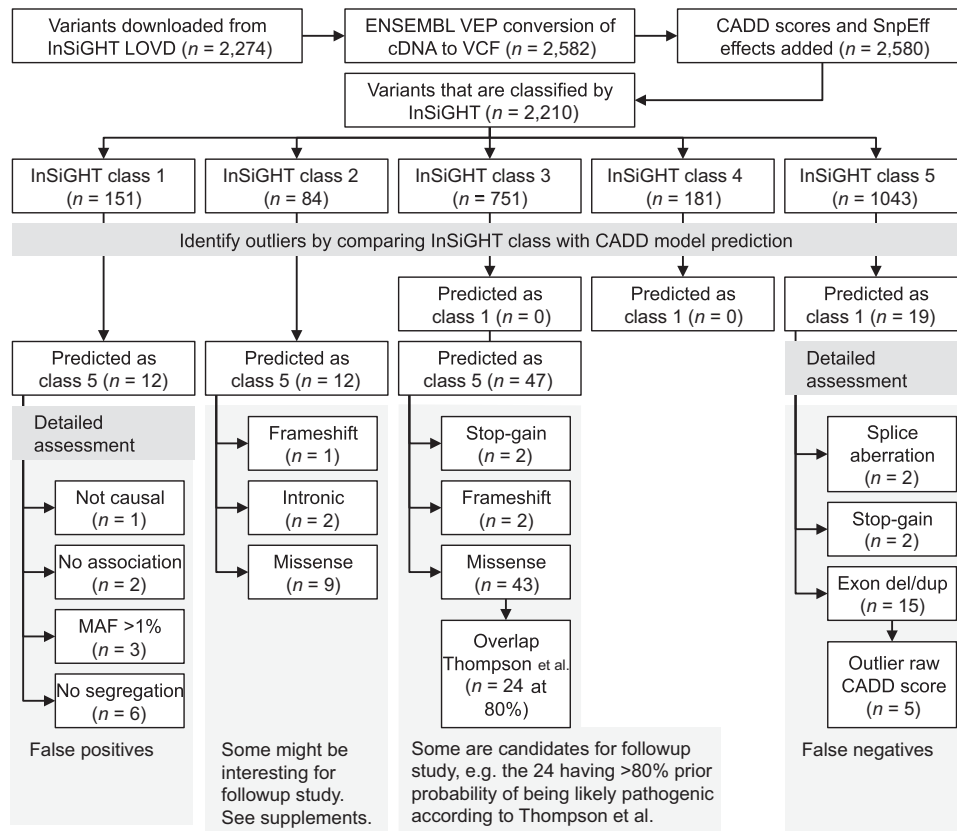 Variants downloaded from
InSiGHT LOVD (n = 2,274)
ENSEMBL VEP conversion
of cDNA to VCF (n = 2,582)
CADD scores and SnpEff
effects added (n = 2,580)
Variants that are classified by
InSiGHT (n = 2,210)
InSiGHT class 1
(n = 151)
InSiGHT class 2
(n = 84)
InSiGHT class 3
(n = 751)
InSiGHT class 4
(n = 181)
InSiGHT class 5
(n = 1043)
Identify outliers by comparing InSiGHT class with CADD model prediction
Predicted as
class 1 (n = 0)
Predicted as
class 1 (n = 0)
Predicted as
class 1 (n = 19)
Predicted as
class 5 (n = 12)
Predicted as
class 5 (n = 12)
Predicted as
class 5 (n = 47)
Detailed
assessment
Detailed
assessment
Not causal
(n = 1)
No association
(n = 2)
MAF >1%
(n = 3)
No segregation
(n = 6)
False positives
Frameshift
(n = 1)
Intronic
(n = 2)
Missense
(n = 9)
Some might be
interesting for
followup study.
See supplements.
Stop-gain
(n = 2)
Frameshift
(n = 2)
Missense
(n = 43)
Overlap
Thompson et al.
(n = 24 at
80%)
Some are candidates for followup
study, e.g. the 24 having >80% prior
probability of being likely pathogenic
according to Thompson et al.
Splice
aberration
(n = 2)
Stop-gain
(n = 2)
Exon del/dup
(n = 15)
Outlier raw
CADD score
(n = 5)
False negatives